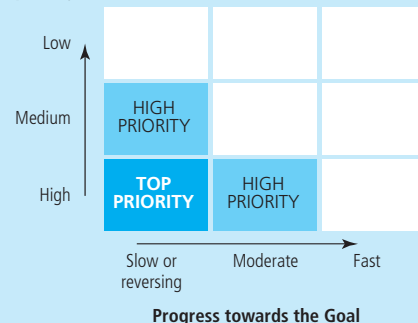 Low
Medium
HIGH
PRIORITY
High
TOP
PRIORITY
HIGH
PRIORITY
Slow or
reversing
Moderate
Fast
Progress towards the Goal